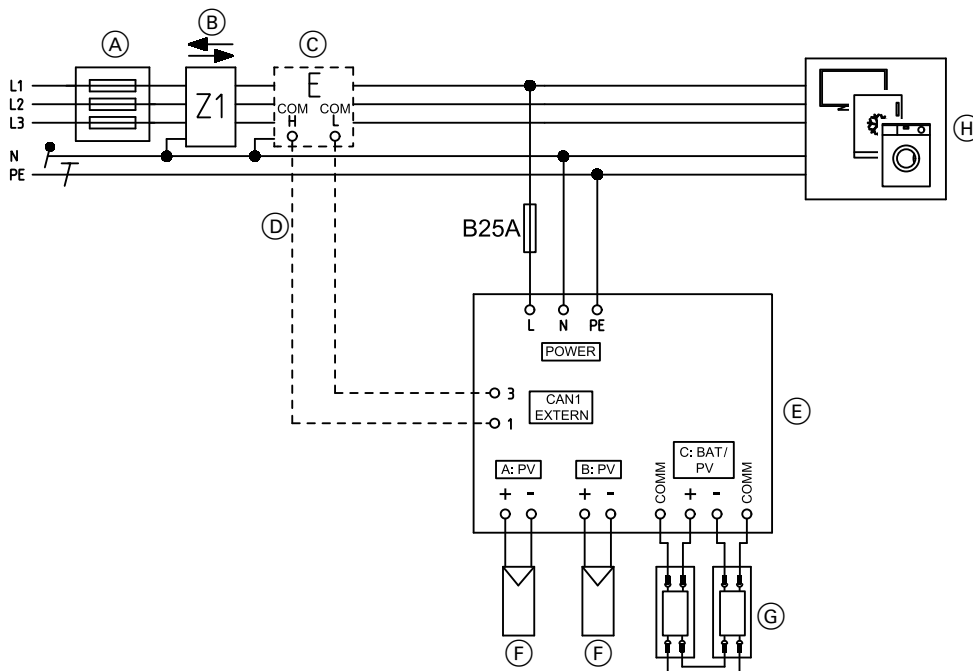 A B C
L1
L2
L3
N
PE
Z1
E
COM COM
H L
H
N
D
B25A
L N PE
POWER
3
CAN1
EXTERN
1
E
A: PV B: PV C: BAT/
PV
COMM COMM
+ - + - + -
F F G